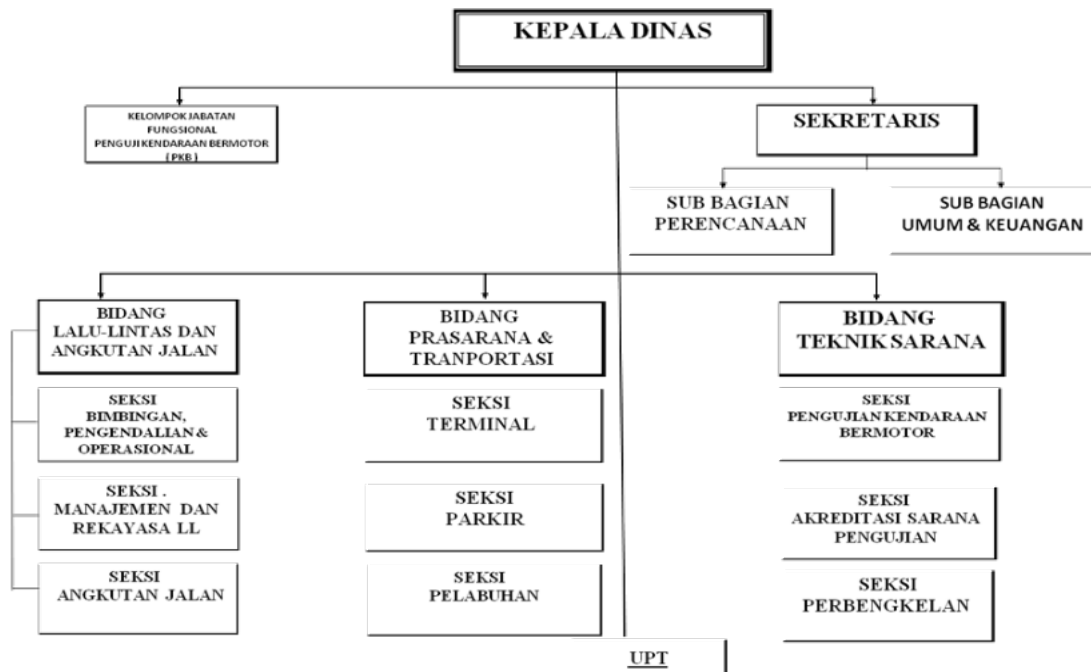 KEPALA DINAS
KELOMPOK JABATAN
FUNGSIONAL
PENGUJI KENDARAAN BERMOTOR
( PKB )
SEKRETARIS
SUB BAGIAN
PERENCANAAN
SUB BAGIAN
UMUM & KEUANGAN
BIDANG
LALU-LINTAS DAN
ANGKUTAN JALAN
BIDANG
PRASARANA &
TRANPORTASI
BIDANG
TEKNIK SARANA
SEKSI
BIMBINGAN,
PENGENDALIAN &
OPERASIONAL
SEKSI
TERMINAL
SEKSI
PENGUJIAN KENDARAAN
BERMOTOR
SEKSI .
MANAJEMEN DAN
REKAYASA LL
SEKSI
PARKIR
SEKSI
AKREDITASI SARANA
PENGUJIAN
SEKSI
ANGKUTAN JALAN
SEKSI
PELABUHAN
SEKSI
PERBENGKELAN
UPT